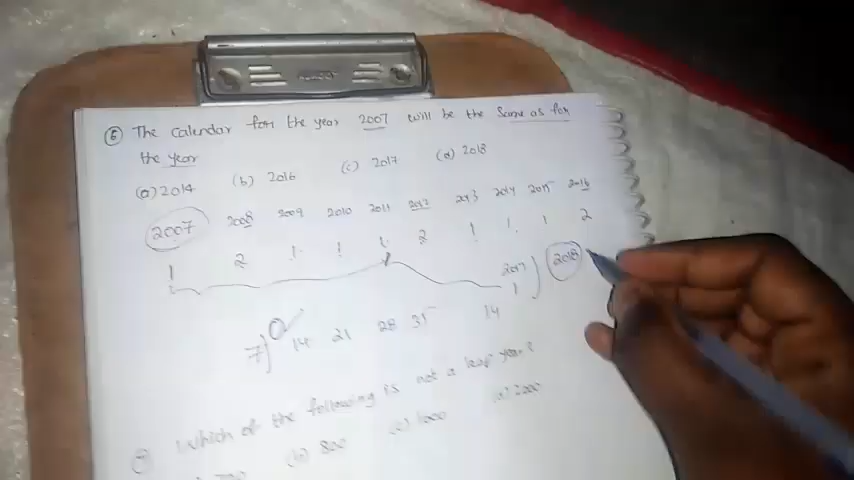 ⑥ The Calendar for the year 2007 will be the Same as for
the year
(a) 2014 (b) 2016 (c) 2017 (d) 2018
2007 2008 2009 2010 2011 2012 2013 2014 2015 2016
1 2 1 1 1 2 1 1 1 2
2017 2018
1
7) 0 14 21 28 35 14
⑦ Which of the following is not a leap year?
(b) 800 (c) 1000 (d) 2000